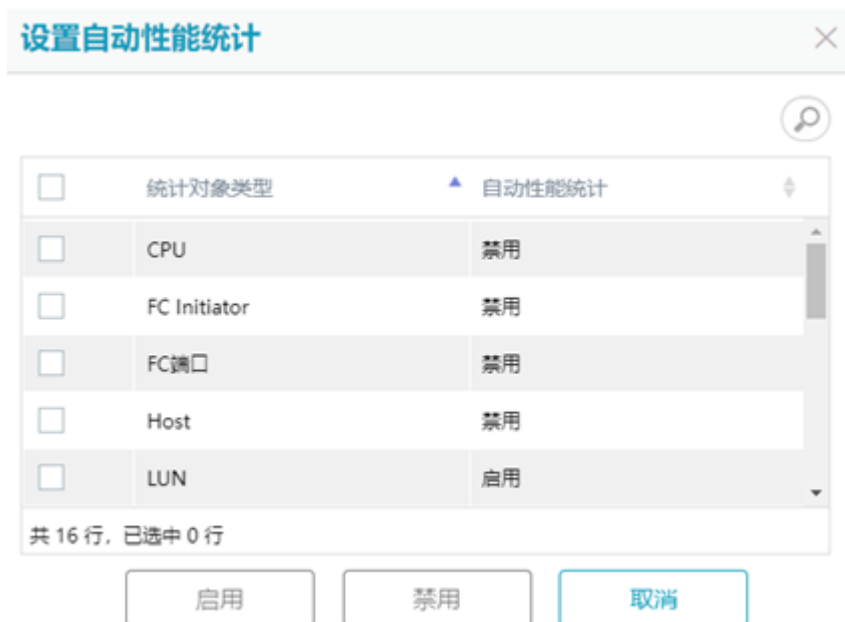 设置自动性能统计
统计对象类型 自动性能统计
CPU 禁用
FC Initiator 禁用
FC端口 禁用
Host 禁用
LUN 启用
共 16 行，已选中 0 行
启用 禁用 取消